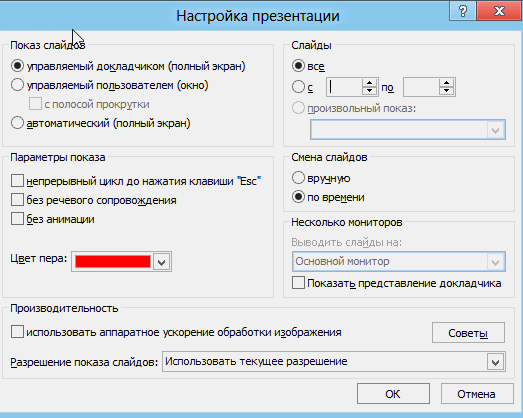 Настройка презентации
Показ слайдов
управляемый докладчиком (полный экран)
управляемый пользователем (окно)
с полосой прокрутки
автоматический (полный экран)
Слайды
все
с по
произвольный показ:
Параметры показа
непрерывный цикл до нажатия клавиши "Esc"
без речевого сопровождения
без анимации
Цвет пера:
Смена слайдов
вручную
по времени
Несколько мониторов
Выводить слайды на:
Основной монитор
Показать представление докладчика
Производительность
использовать аппаратное ускорение обработки изображения
Советы
Разрешение показа слайдов: Использовать текущее разрешение
ОК Отмена